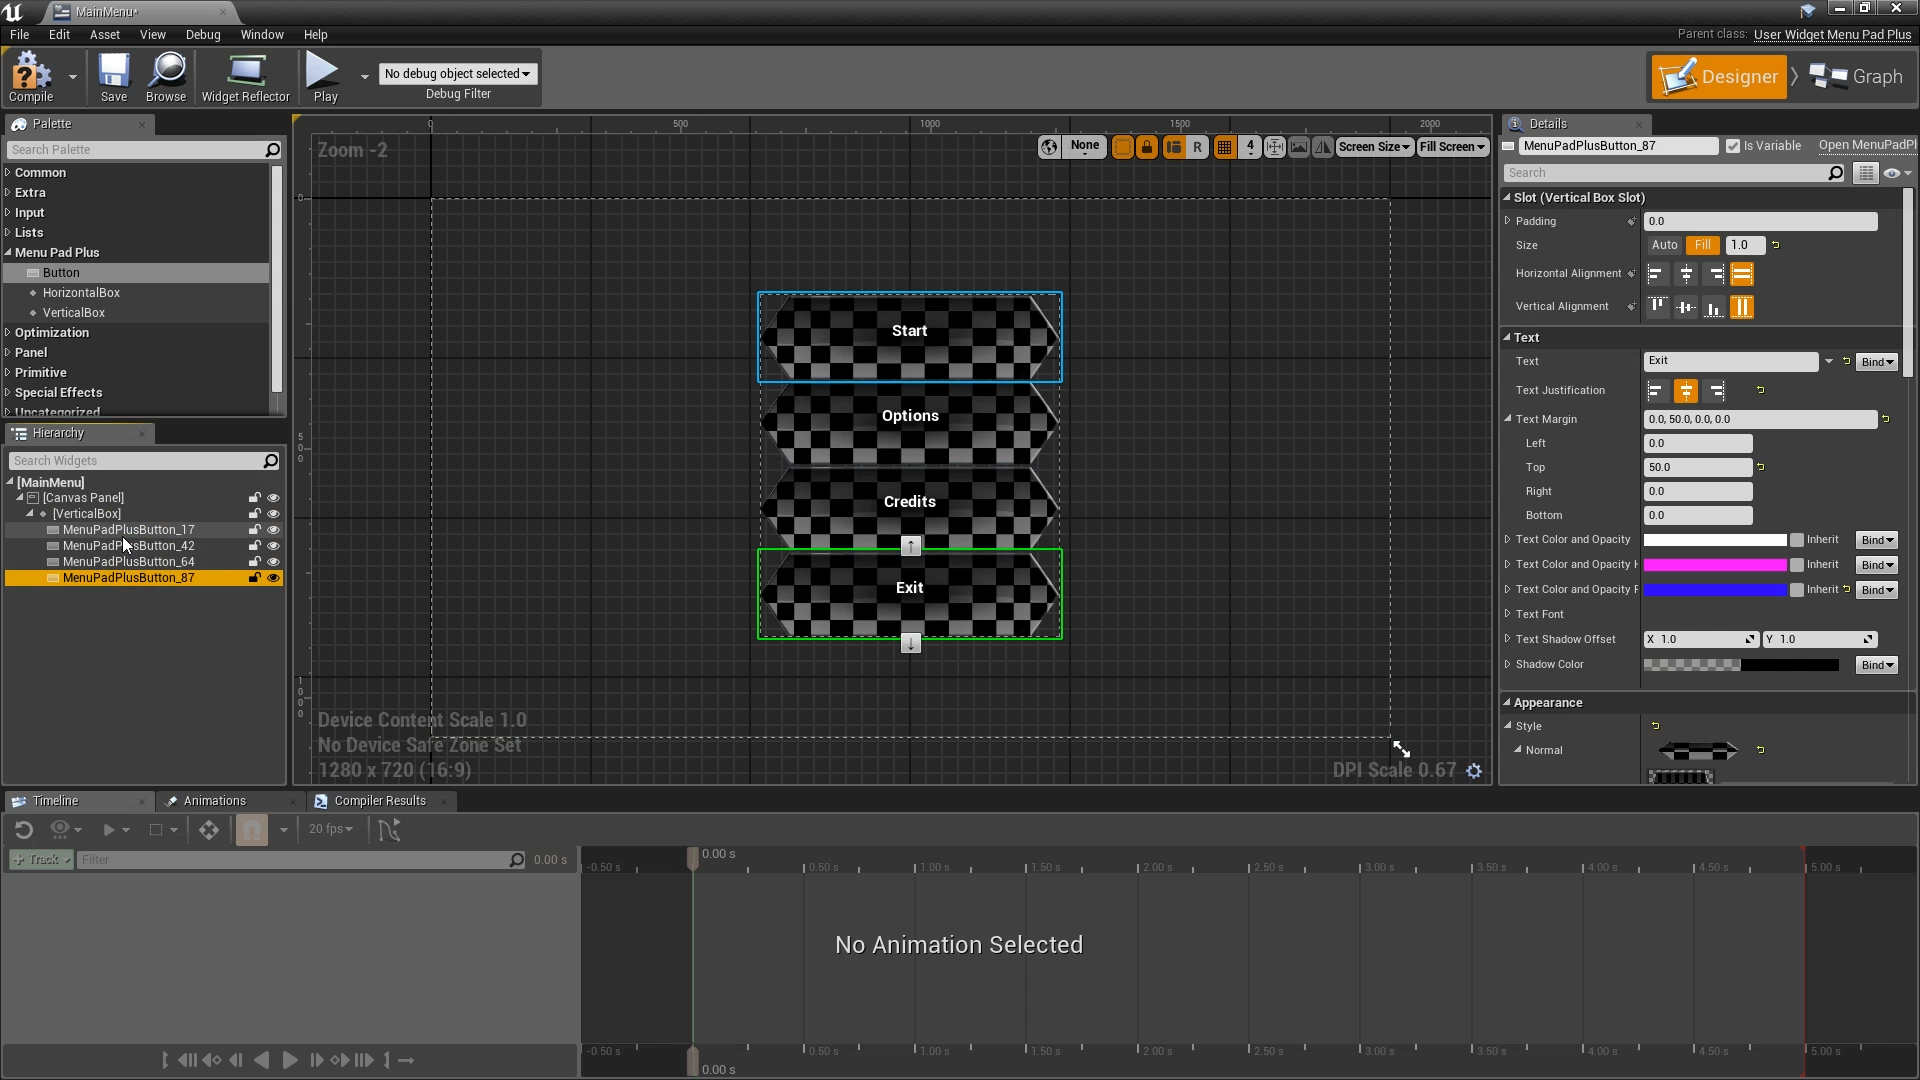 MainMenu*
File Edit Asset View Debug Window Help
Parent class: User Widget Menu Pad Plus
Compile Save Browse Widget Reflector Play
No debug object selected
Debug Filter
Designer Graph
Palette
Search Palette
Common
Extra
Input
Lists
Menu Pad Plus
Button
HorizontalBox
VerticalBox
Optimization
Panel
Primitive
Special Effects
Uncategorized
Hierarchy
Search Widgets
[MainMenu]
[Canvas Panel]
[VerticalBox]
MenuPadPlusButton_17
MenuPadPlusButton_42
MenuPadPlusButton_64
MenuPadPlusButton_87
0 500 1000 1500 2000
Zoom -2
None R 4 Screen Size Fill Screen
0
500
1000
Start
Options
Credits
Exit
Device Content Scale 1.0
No Device Safe Zone Set
1280 x 720 (16:9)
DPI Scale 0.67
Details
MenuPadPlusButton_87 Is Variable Open MenuPadPl
Search
Slot (Vertical Box Slot)
Padding 0.0
Size Auto Fill 1.0
Horizontal Alignment
Vertical Alignment
Text
Text Exit Bind
Text Justification
Text Margin 0.0, 50.0, 0.0, 0.0
Left 0.0
Top 50.0
Right 0.0
Bottom 0.0
Text Color and Opacity Inherit Bind
Text Color and Opacity H Inherit Bind
Text Color and Opacity F Inherit Bind
Text Font
Text Shadow Offset X 1.0 Y 1.0
Shadow Color Bind
Appearance
Style
Normal
Timeline Animations Compiler Results
20 fps
+ Track Filter 0.00 s
0.00 s
-0.50 s 0.50 s 1.00 s 1.50 s 2.00 s 2.50 s 3.00 s 3.50 s 4.00 s 4.50 s 5.00 s
No Animation Selected
-0.50 s 0.50 s 1.00 s 1.50 s 2.00 s 2.50 s 3.00 s 3.50 s 4.00 s 4.50 s 5.00 s
0.00 s